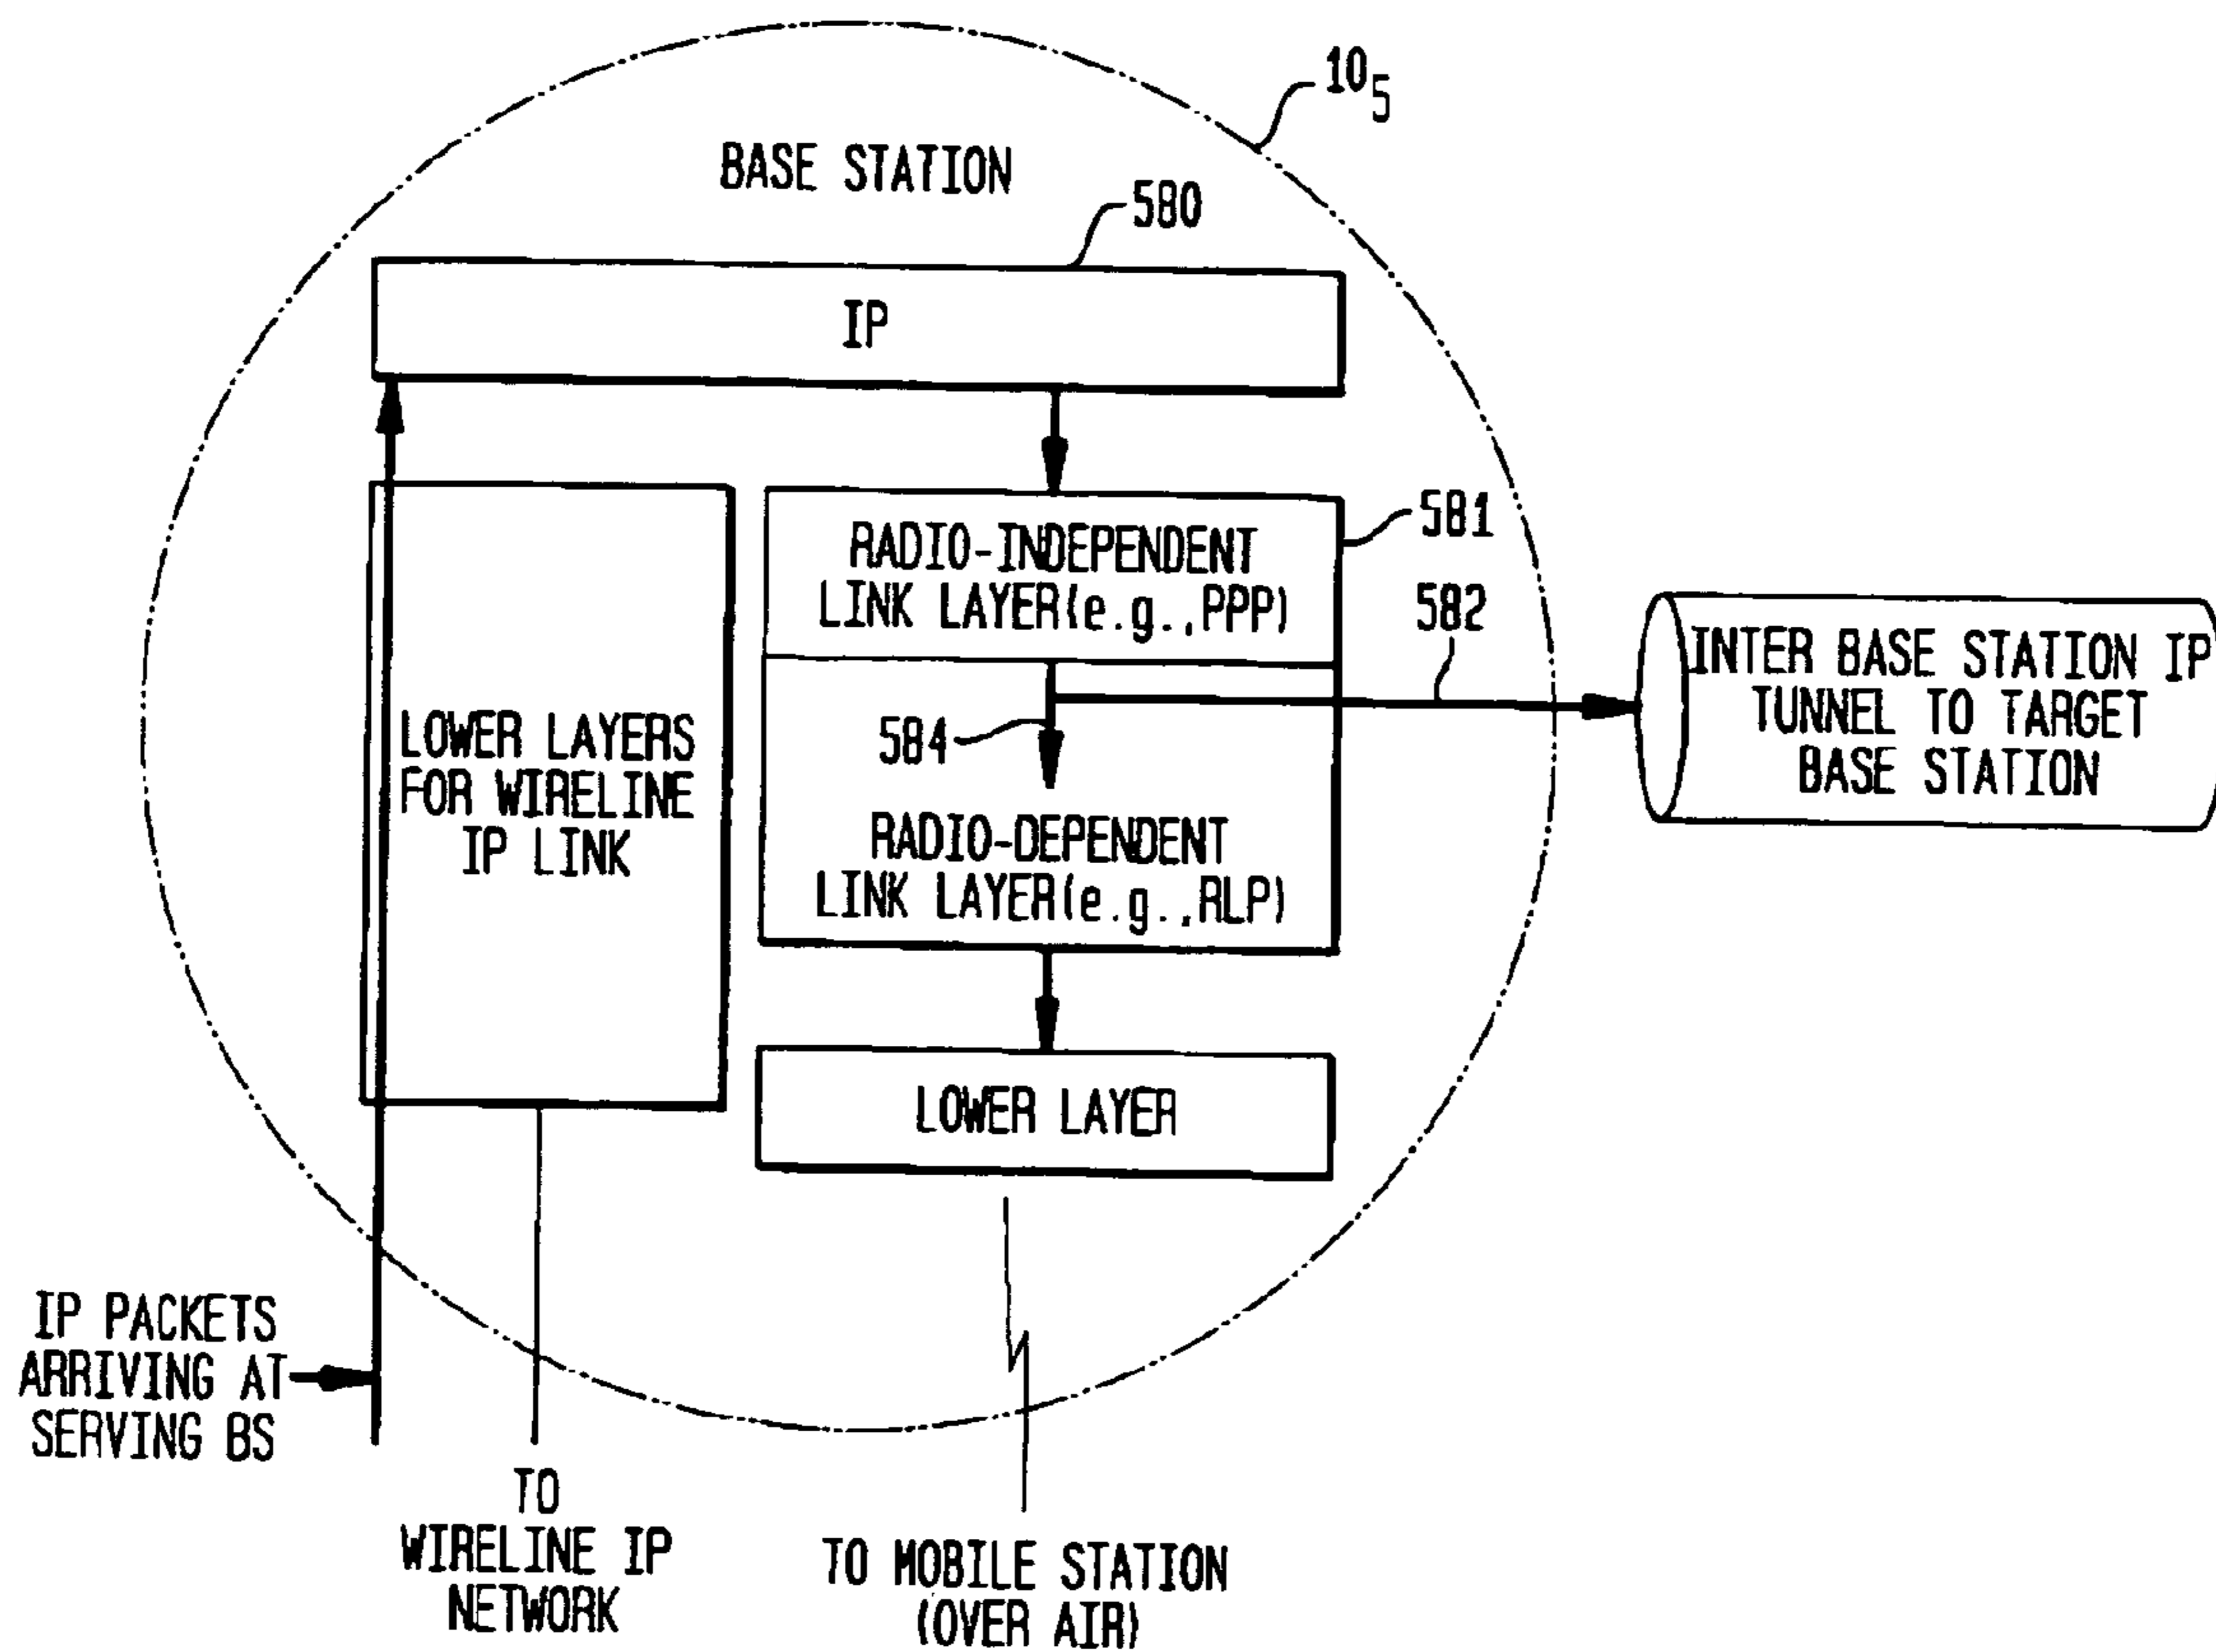 10₅
BASE STATION
580
IP
581
RADIO-INDEPENDENT
LINK LAYER(e.g.,PPP)
582
INTER BASE STATION IP
TUNNEL TO TARGET
BASE STATION
584
LOWER LAYERS
FOR WIRELINE
IP LINK
RADIO-DEPENDENT
LINK LAYER(e.g.,RLP)
LOWER LAYER
IP PACKETS
ARRIVING AT
SERVING BS
TO
WIRELINE IP
NETWORK
TO MOBILE STATION
(OVER AIR)